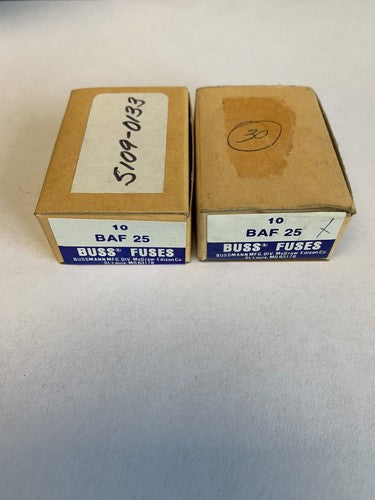 5109-0133
10
BAF 25
BUSS® FUSES
BUSSMANN MFG. DIV. McGraw Edison Co.
St. Louis, MO 63178
30
10
BAF 25 X
BUSS® FUSES
BUSSMANN MFG. DIV. McGraw Edison Co.
St. Louis, MO 63178